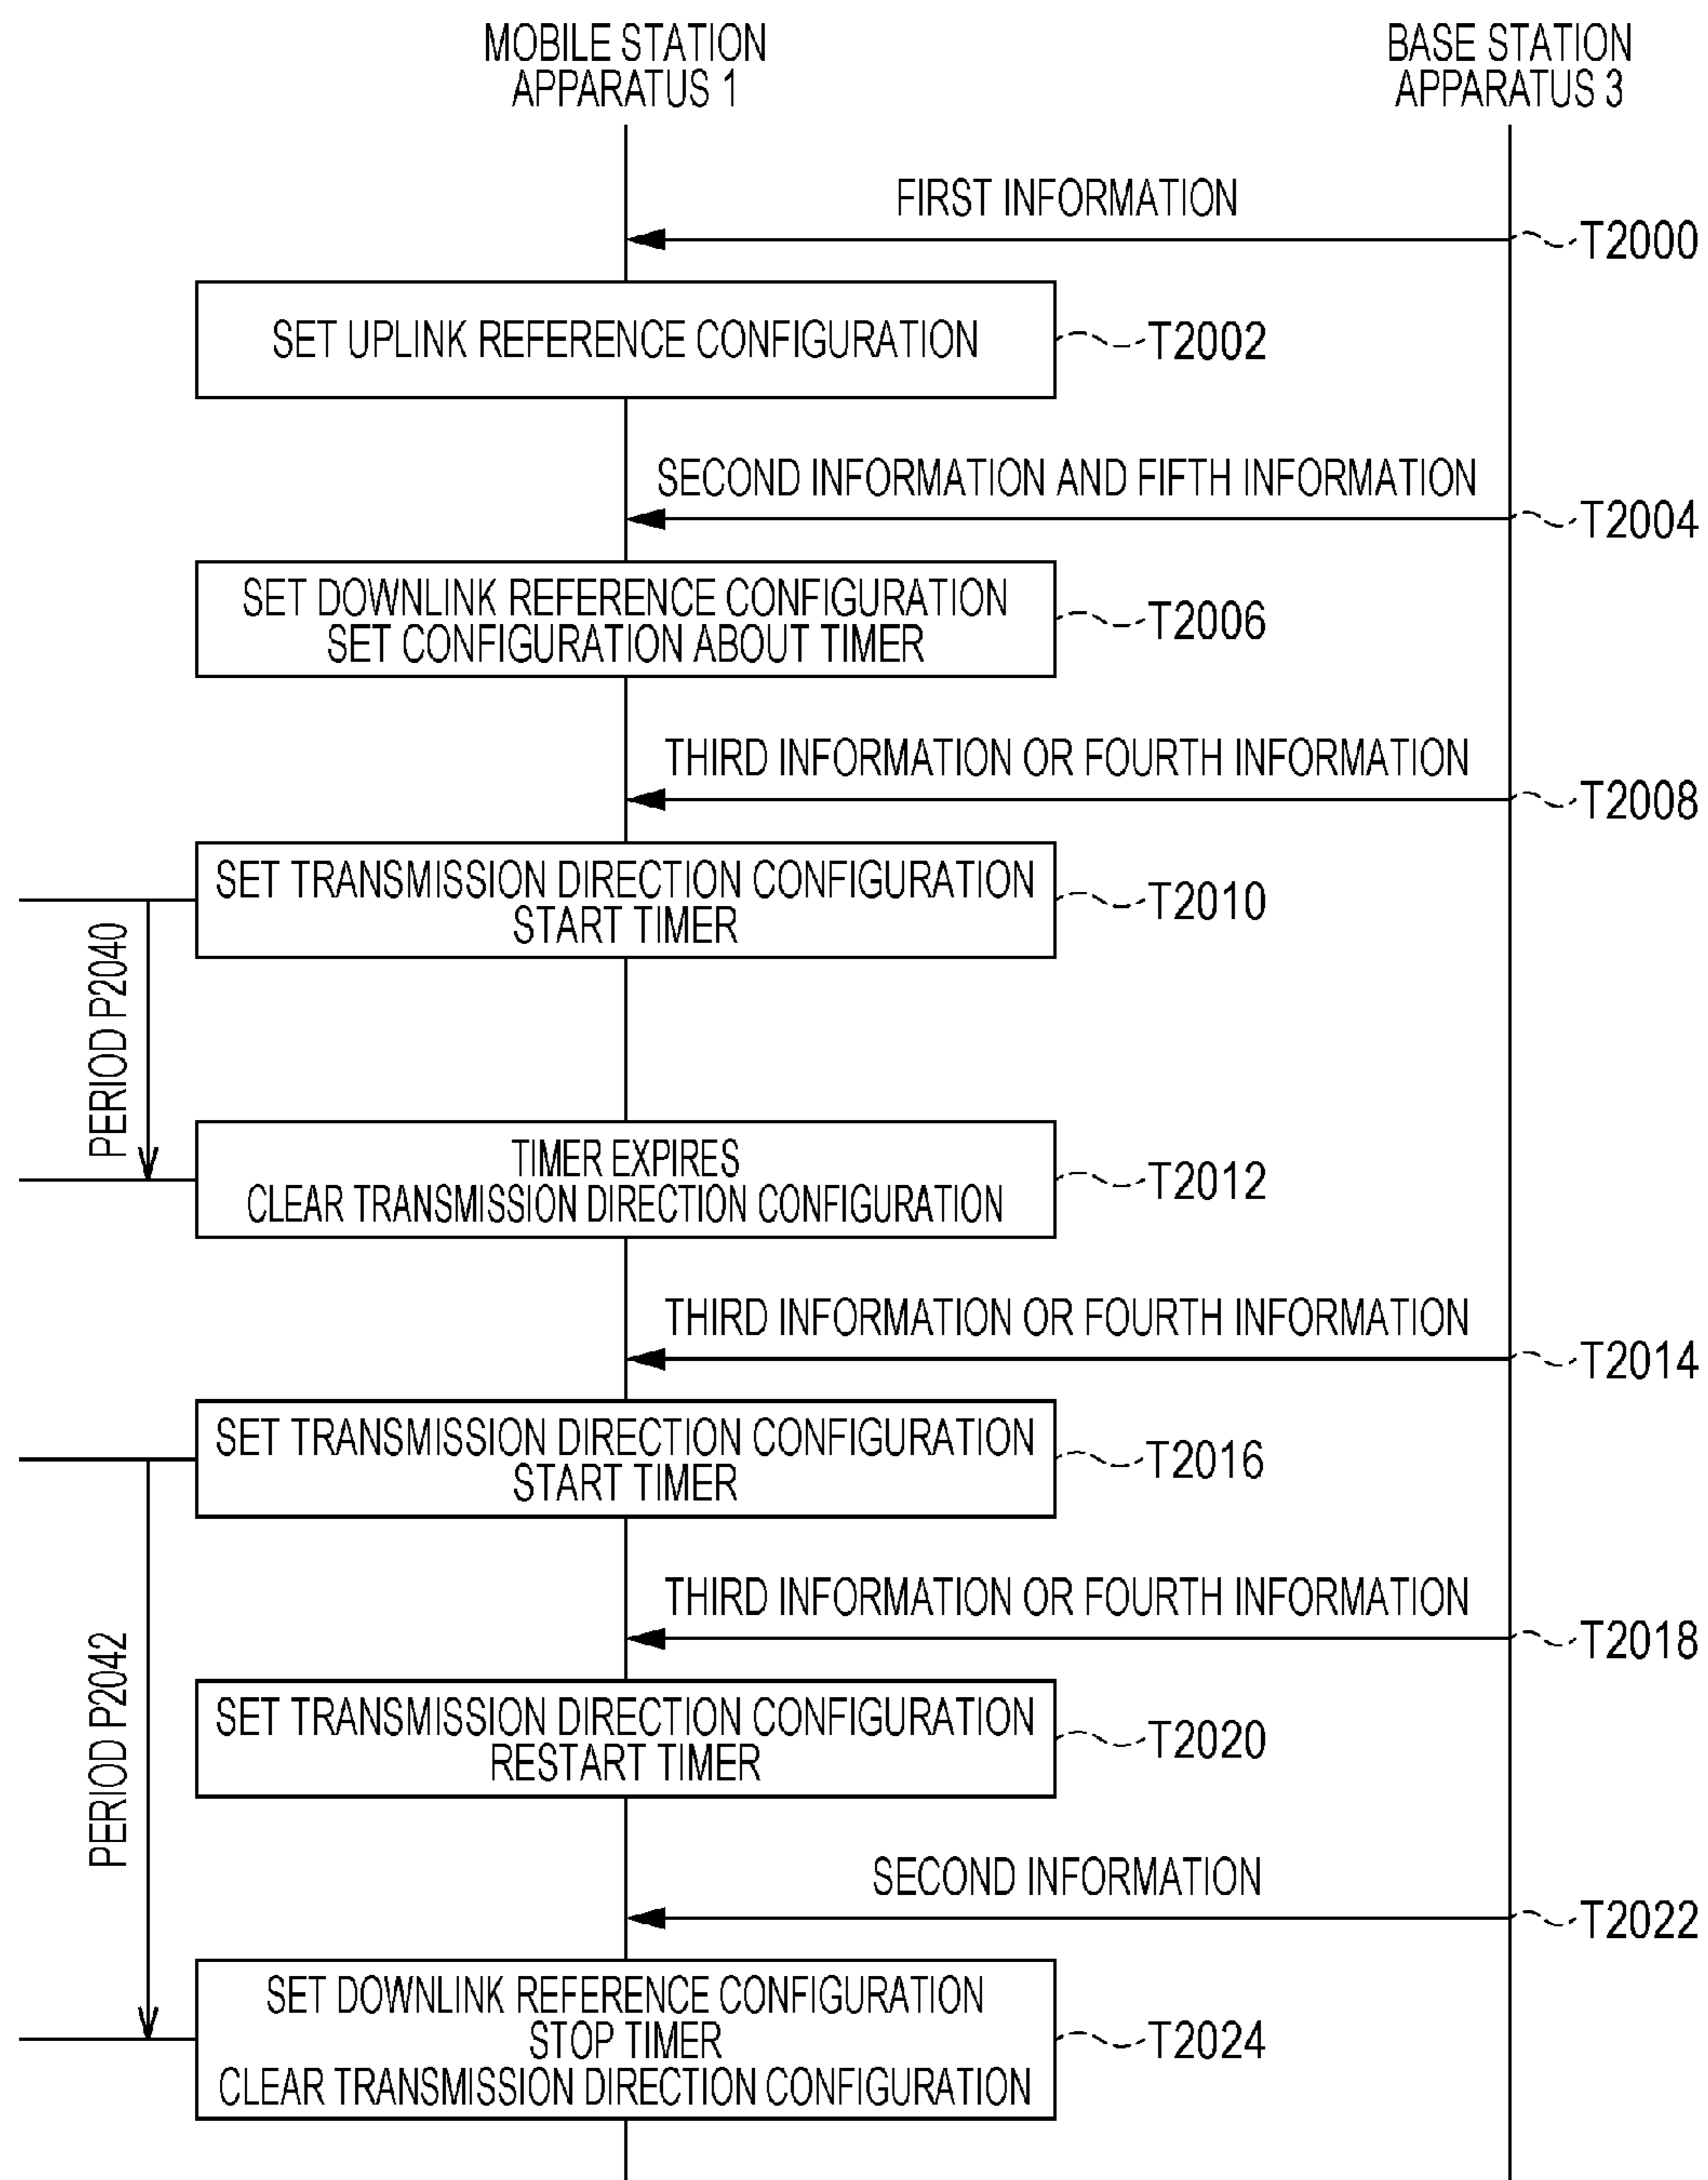 MOBILE STATION
APPARATUS 1
BASE STATION
APPARATUS 3
FIRST INFORMATION
T2000
SET UPLINK REFERENCE CONFIGURATION
T2002
SECOND INFORMATION AND FIFTH INFORMATION
T2004
SET DOWNLINK REFERENCE CONFIGURATION
SET CONFIGURATION ABOUT TIMER
T2006
THIRD INFORMATION OR FOURTH INFORMATION
T2008
SET TRANSMISSION DIRECTION CONFIGURATION
START TIMER
T2010
PERIOD P2040
TIMER EXPIRES
CLEAR TRANSMISSION DIRECTION CONFIGURATION
T2012
THIRD INFORMATION OR FOURTH INFORMATION
T2014
SET TRANSMISSION DIRECTION CONFIGURATION
START TIMER
T2016
THIRD INFORMATION OR FOURTH INFORMATION
T2018
PERIOD P2042
SET TRANSMISSION DIRECTION CONFIGURATION
RESTART TIMER
T2020
SECOND INFORMATION
T2022
SET DOWNLINK REFERENCE CONFIGURATION
STOP TIMER
CLEAR TRANSMISSION DIRECTION CONFIGURATION
T2024